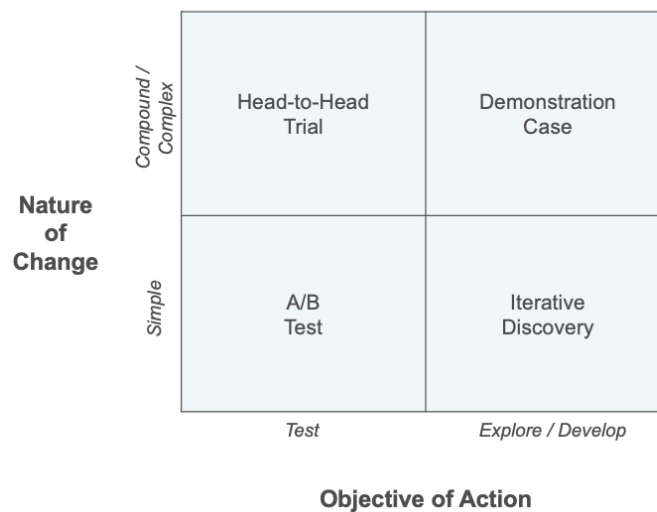 Compound /
Complex
Head-to-Head
Trial
Demonstration
Case
Nature
of
Change
Simple
A/B
Test
Iterative
Discovery
Test
Explore / Develop
Objective of Action